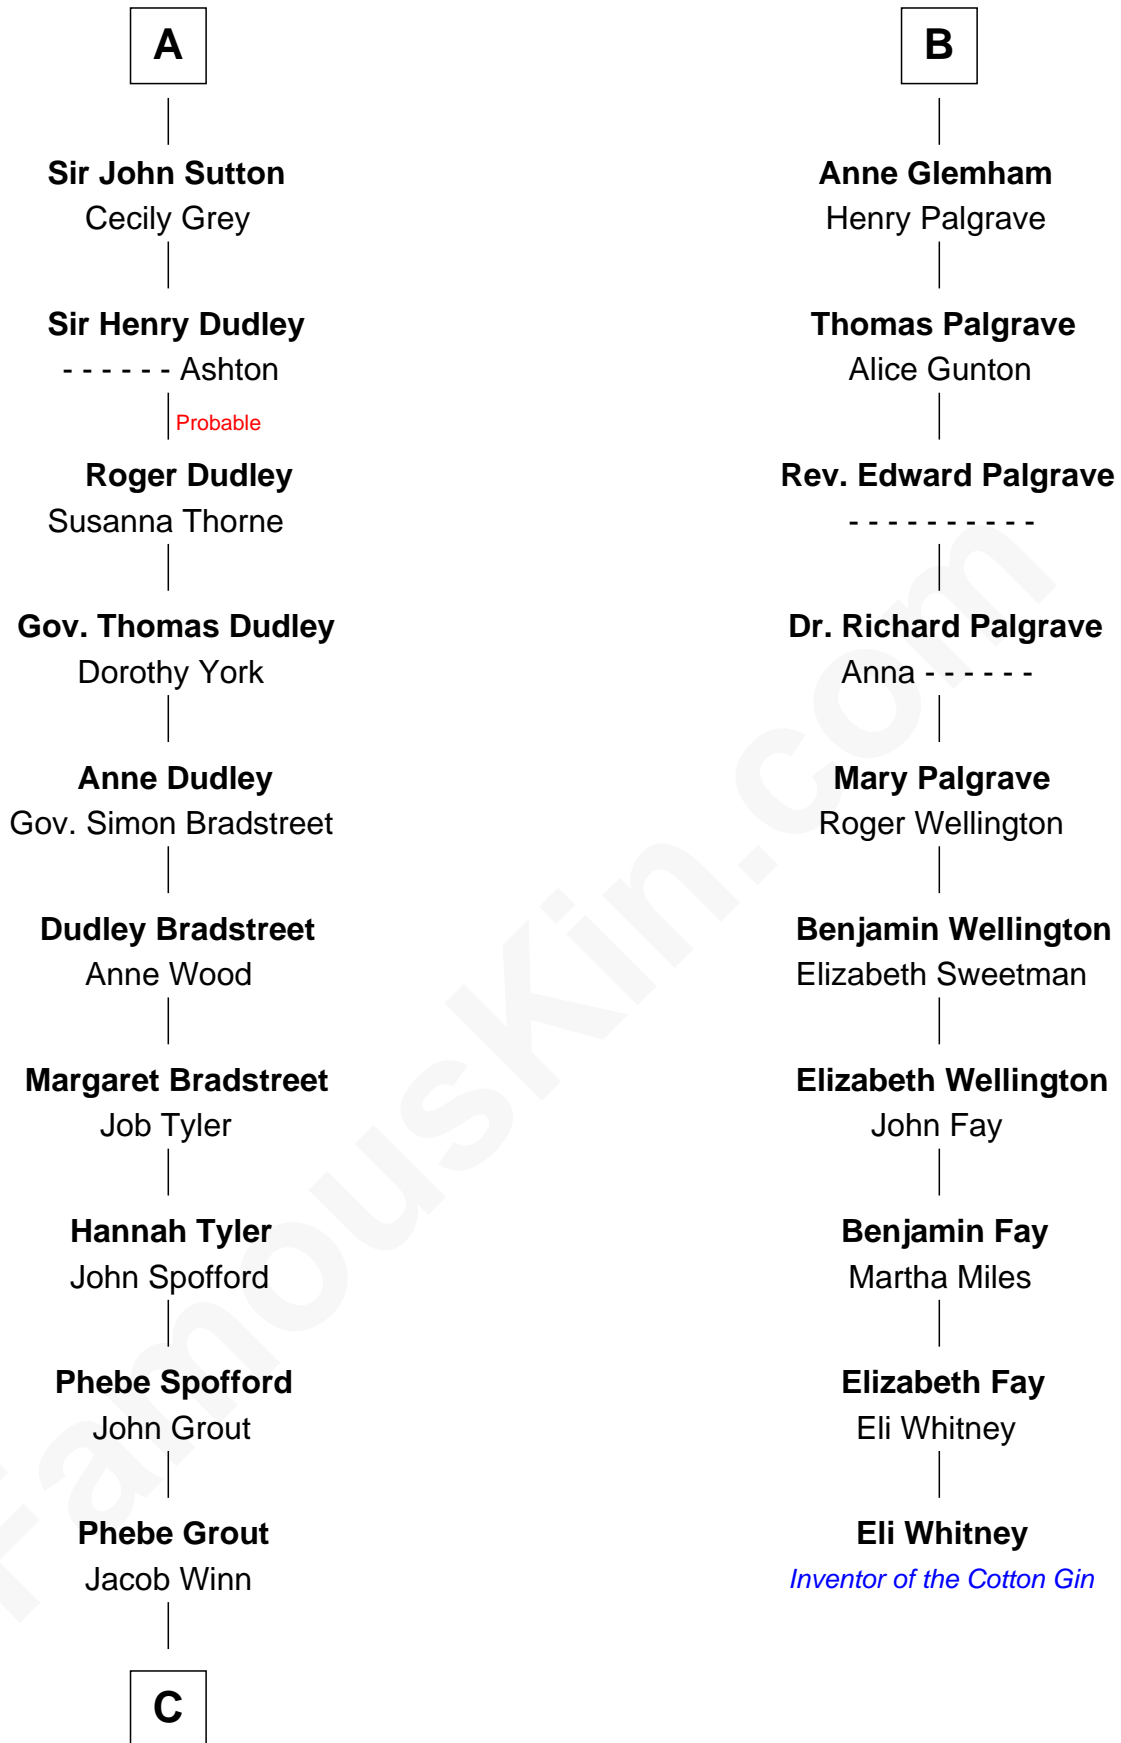 A
Sir John Sutton
Cecily Grey
Sir Henry Dudley
- - - - - - Ashton
Probable
Roger Dudley
Susanna Thorne
Gov. Thomas Dudley
Dorothy York
Anne Dudley
Gov. Simon Bradstreet
Dudley Bradstreet
Anne Wood
Margaret Bradstreet
Job Tyler
Hannah Tyler
John Spofford
Phebe Spofford
John Grout
Phebe Grout
Jacob Winn
C
B
Anne Glemham
Henry Palgrave
Thomas Palgrave
Alice Gunton
Rev. Edward Palgrave
- - - - - - - - - -
Dr. Richard Palgrave
Anna - - - - - -
Mary Palgrave
Roger Wellington
Benjamin Wellington
Elizabeth Sweetman
Elizabeth Wellington
John Fay
Benjamin Fay
Martha Miles
Elizabeth Fay
Eli Whitney
Eli Whitney
Inventor of the Cotton Gin
FamousKin.com